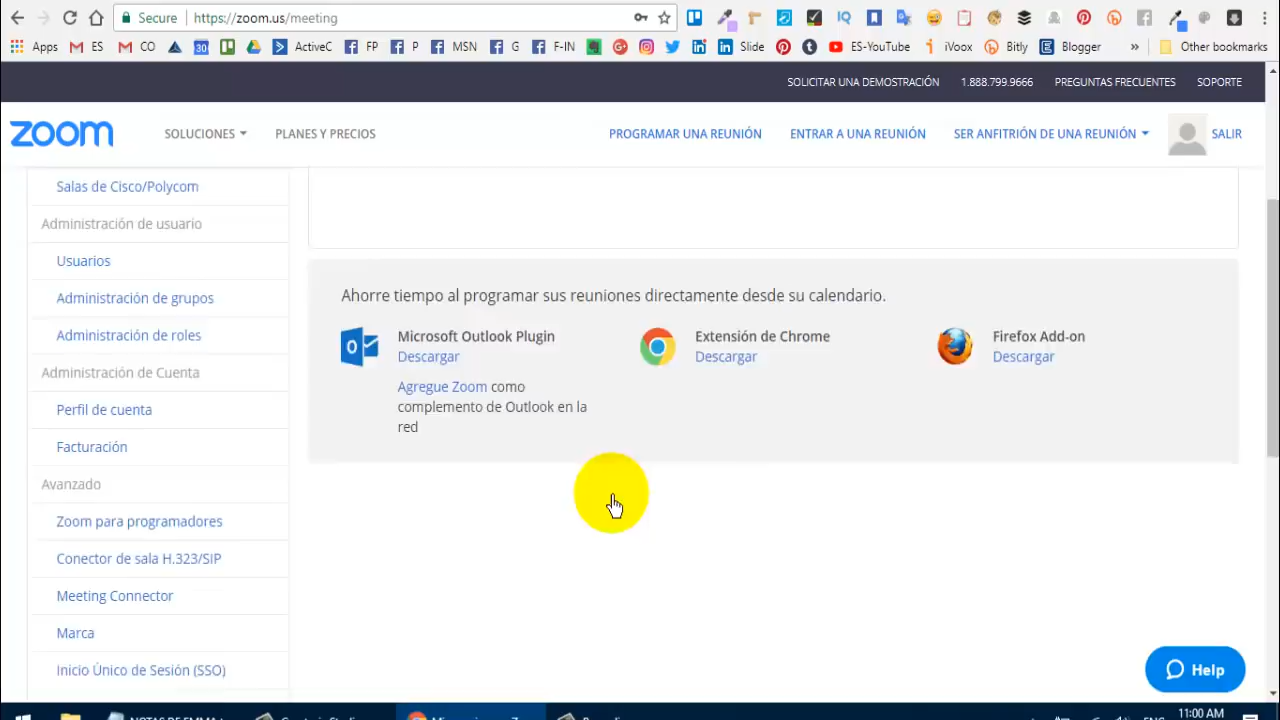 Secure https://zoom.us/meeting
Apps ES CO ActiveC FP P MSN G F-IN Slide ES-YouTube iVoox Bitly Blogger » Other bookmarks
SOLICITAR UNA DEMOSTRACIÓN 1.888.799.9666 PREGUNTAS FRECUENTES SOPORTE
zoom SOLUCIONES PLANES Y PRECIOS PROGRAMAR UNA REUNIÓN ENTRAR A UNA REUNIÓN SER ANFITRIÓN DE UNA REUNIÓN SALIR
Salas de Cisco/Polycom
Administración de usuario
Usuarios
Administración de grupos
Administración de roles
Administración de Cuenta
Perfil de cuenta
Facturación
Avanzado
Zoom para programadores
Conector de sala H.323/SIP
Meeting Connector
Marca
Inicio Único de Sesión (SSO)
Ahorre tiempo al programar sus reuniones directamente desde su calendario.
Microsoft Outlook Plugin
Descargar
Agregue Zoom como
complemento de Outlook en la
red
Extensión de Chrome
Descargar
Firefox Add-on
Descargar
Help
NOTAS DE EMMA
11:00 AM